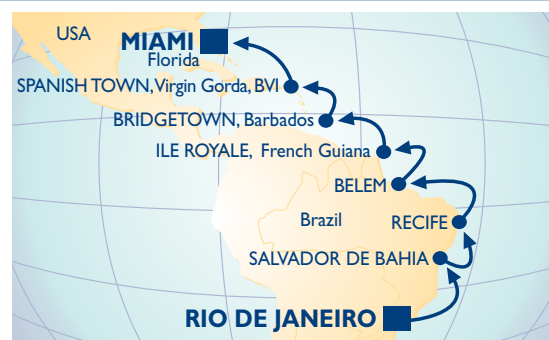 USA
MIAMI
Florida
SPANISH TOWN, Virgin Gorda, BVI
BRIDGETOWN, Barbados
ILE ROYALE, French Guiana
BELEM
Brazil
RECIFE
SALVADOR DE BAHIA
RIO DE JANEIRO